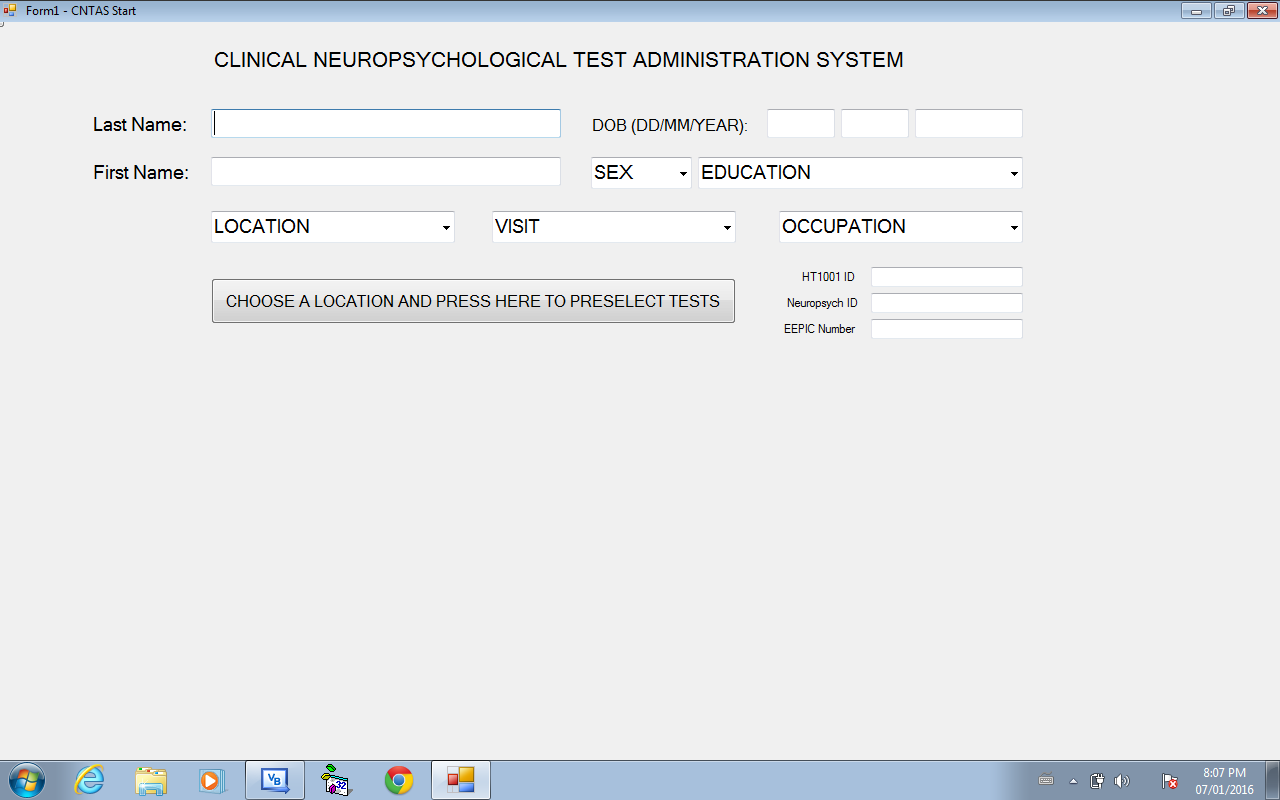 Form1 - CNTAS Start
CLINICAL NEUROPSYCHOLOGICAL TEST ADMINISTRATION SYSTEM
Last Name:
DOB (DD/MM/YEAR):
First Name:
SEX
EDUCATION
LOCATION
VISIT
OCCUPATION
HT1001 ID
CHOOSE A LOCATION AND PRESS HERE TO PRESELECT TESTS
Neuropsych ID
EEPIC Number
VB
32
8:07 PM
07/01/2016